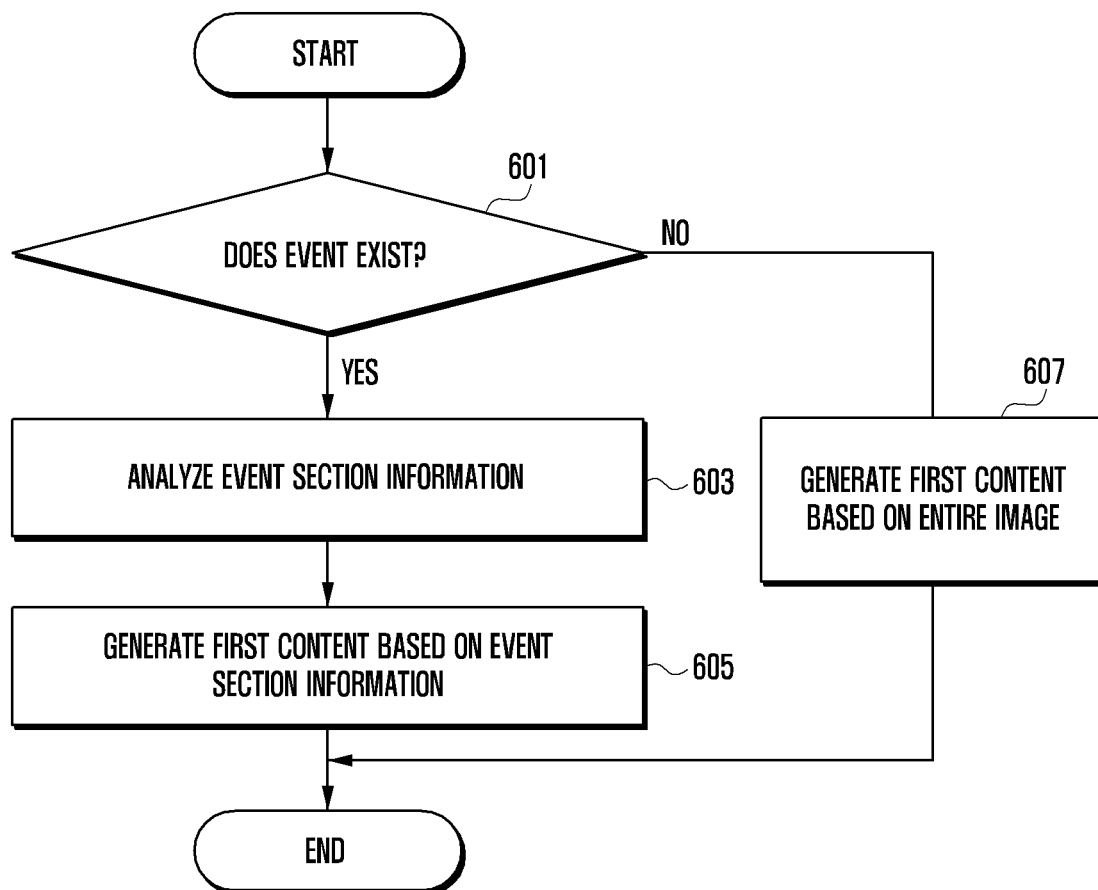 START
601
DOES EVENT EXIST?
NO
YES
607
ANALYZE EVENT SECTION INFORMATION
603
GENERATE FIRST CONTENT
BASED ON ENTIRE IMAGE
GENERATE FIRST CONTENT BASED ON EVENT
SECTION INFORMATION
605
END